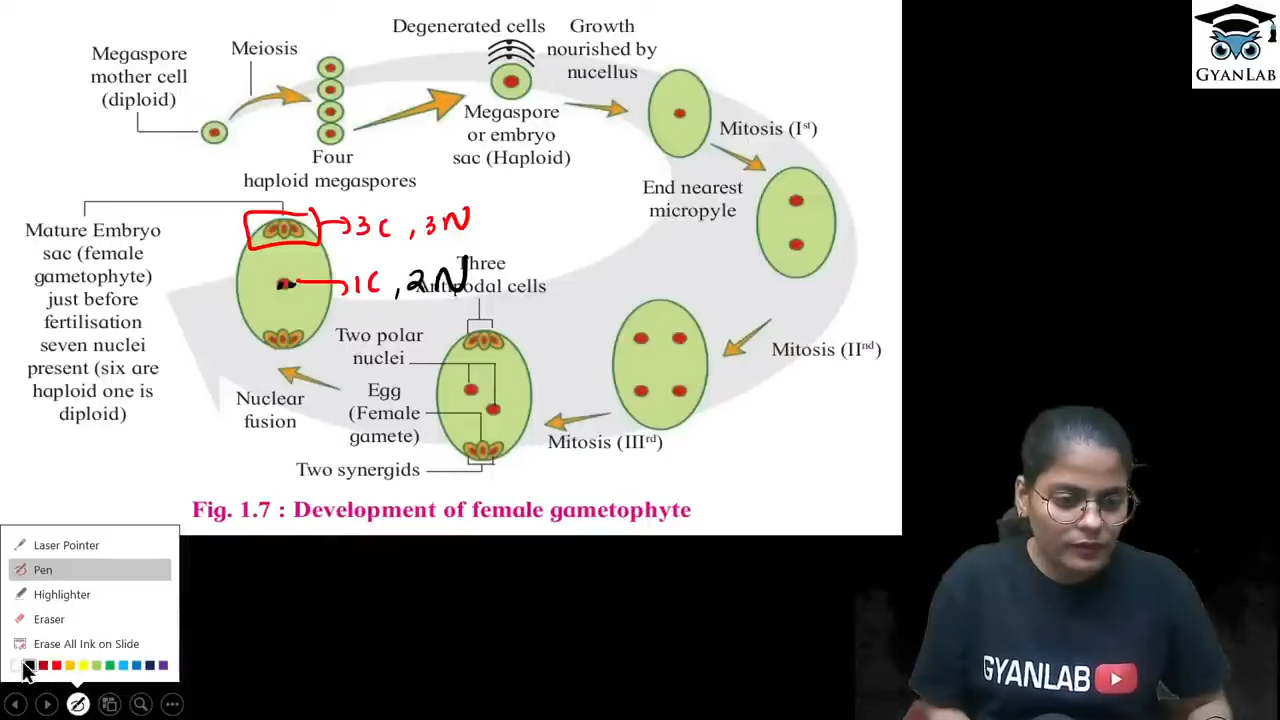 Megaspore
mother cell
(diploid)
Meiosis
Four
haploid megaspores
Degenerated cells
Growth
nourished by
nucellus
Megaspore
or embryo
sac (Haploid)
Mitosis (Iˢᵗ)
End nearest
micropyle
GYANLAB
Mature Embryo
sac (female
gametophyte)
just before
fertilisation
seven nuclei
present (six are
haploid one is
diploid)
3C, 3N
1C, 2N
Three
Antipodal cells
Two polar
nuclei
Egg
(Female
gamete)
Two synergids
Nuclear
fusion
Mitosis (IIⁿᵈ)
Mitosis (IIIʳᵈ)
Fig. 1.7 : Development of female gametophyte
Laser Pointer
Pen
Highlighter
Eraser
Erase All Ink on Slide
GYANLAB